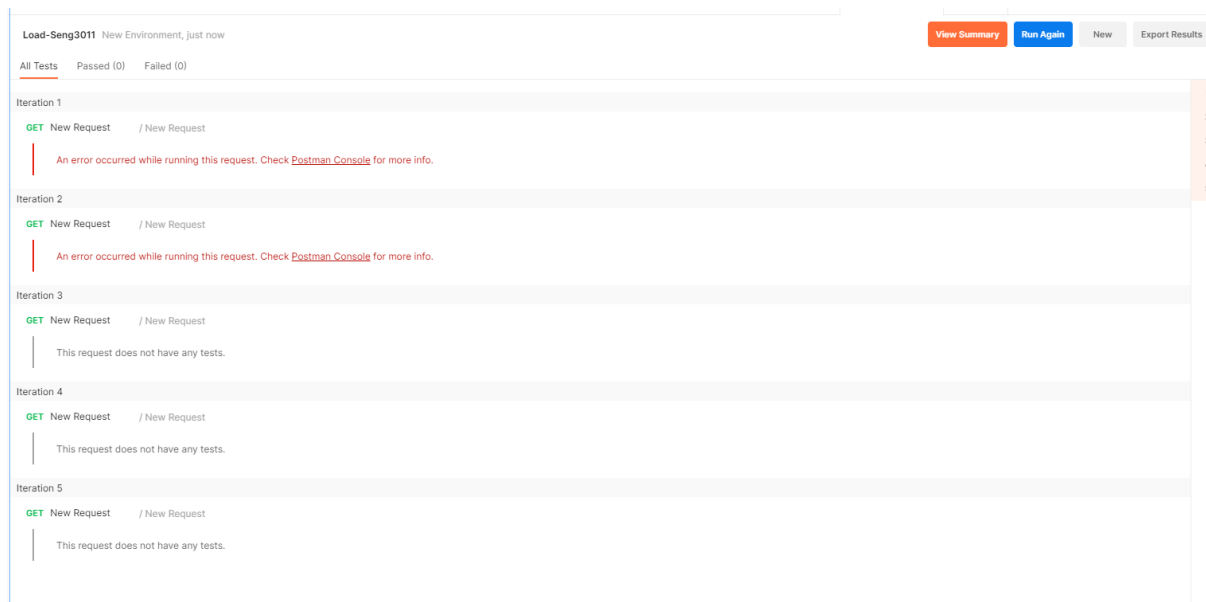 Load-Seng3011 New Environment, just now
View Summary Run Again New Export Results
All Tests Passed (0) Failed (0)
Iteration 1
GET New Request / New Request
An error occurred while running this request. Check Postman Console for more info.
Iteration 2
GET New Request / New Request
An error occurred while running this request. Check Postman Console for more info.
Iteration 3
GET New Request / New Request
This request does not have any tests.
Iteration 4
GET New Request / New Request
This request does not have any tests.
Iteration 5
GET New Request / New Request
This request does not have any tests.